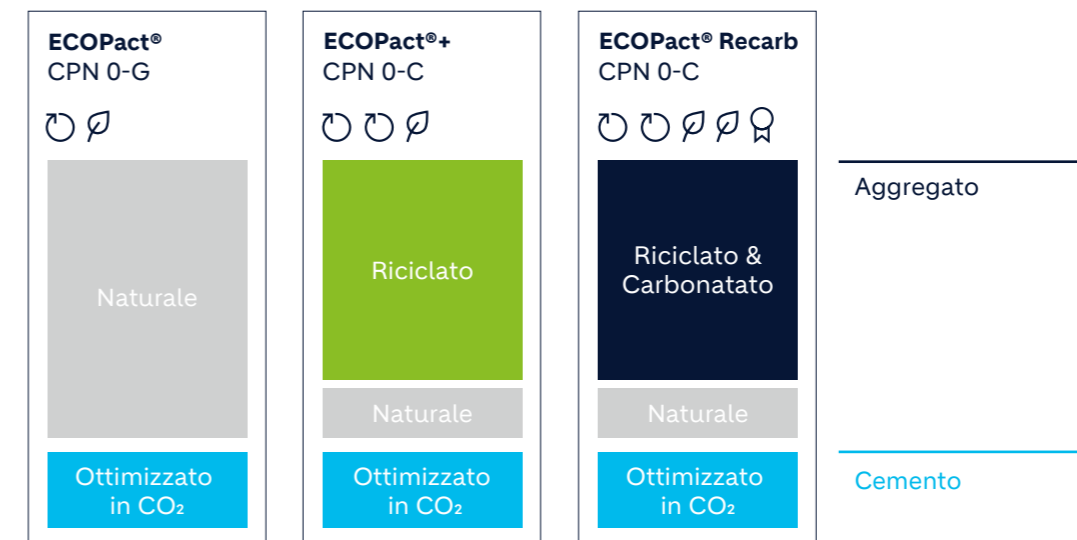 ECOPact®
CPN 0-G
Naturale
Ottimizzato
in CO₂
ECOPact®+
CPN 0-C
Riciclato
Naturale
Ottimizzato
in CO₂
ECOPact® Recarb
CPN 0-C
Riciclato &
Carbonatato
Naturale
Ottimizzato
in CO₂
Aggregato
Cemento